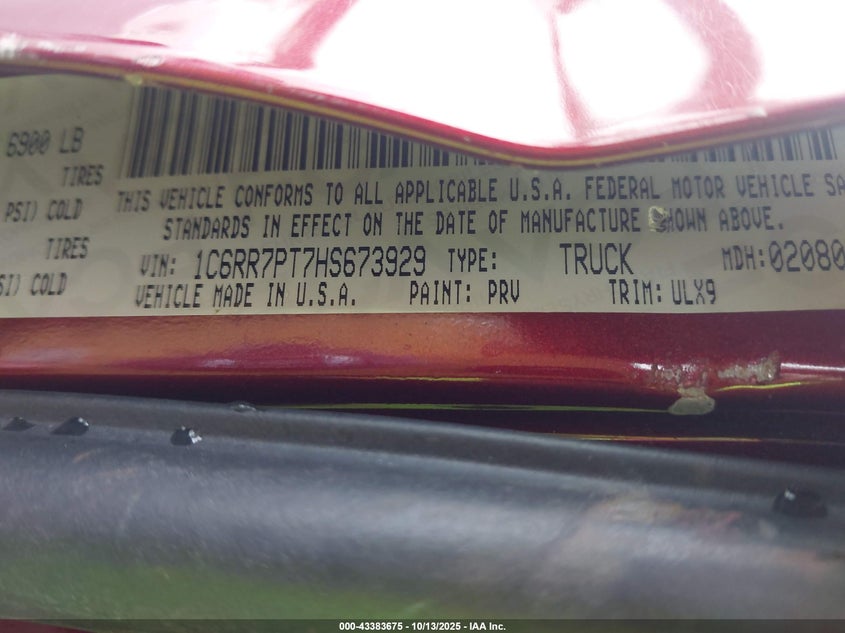 6900 LB
TIRES
PSI) COLD
TIRES
SI) COLD
THIS VEHICLE CONFORMS TO ALL APPLICABLE U.S.A. FEDERAL MOTOR VEHICLE SA
STANDARDS IN EFFECT ON THE DATE OF MANUFACTURE SHOWN ABOVE.
VIN: 1C6RR7PT7HS673929 TYPE: TRUCK MDH:02080
VEHICLE MADE IN U.S.A. PAINT: PRV TRIM: ULX9
000-43383675 - 10/13/2025 - IAA Inc.